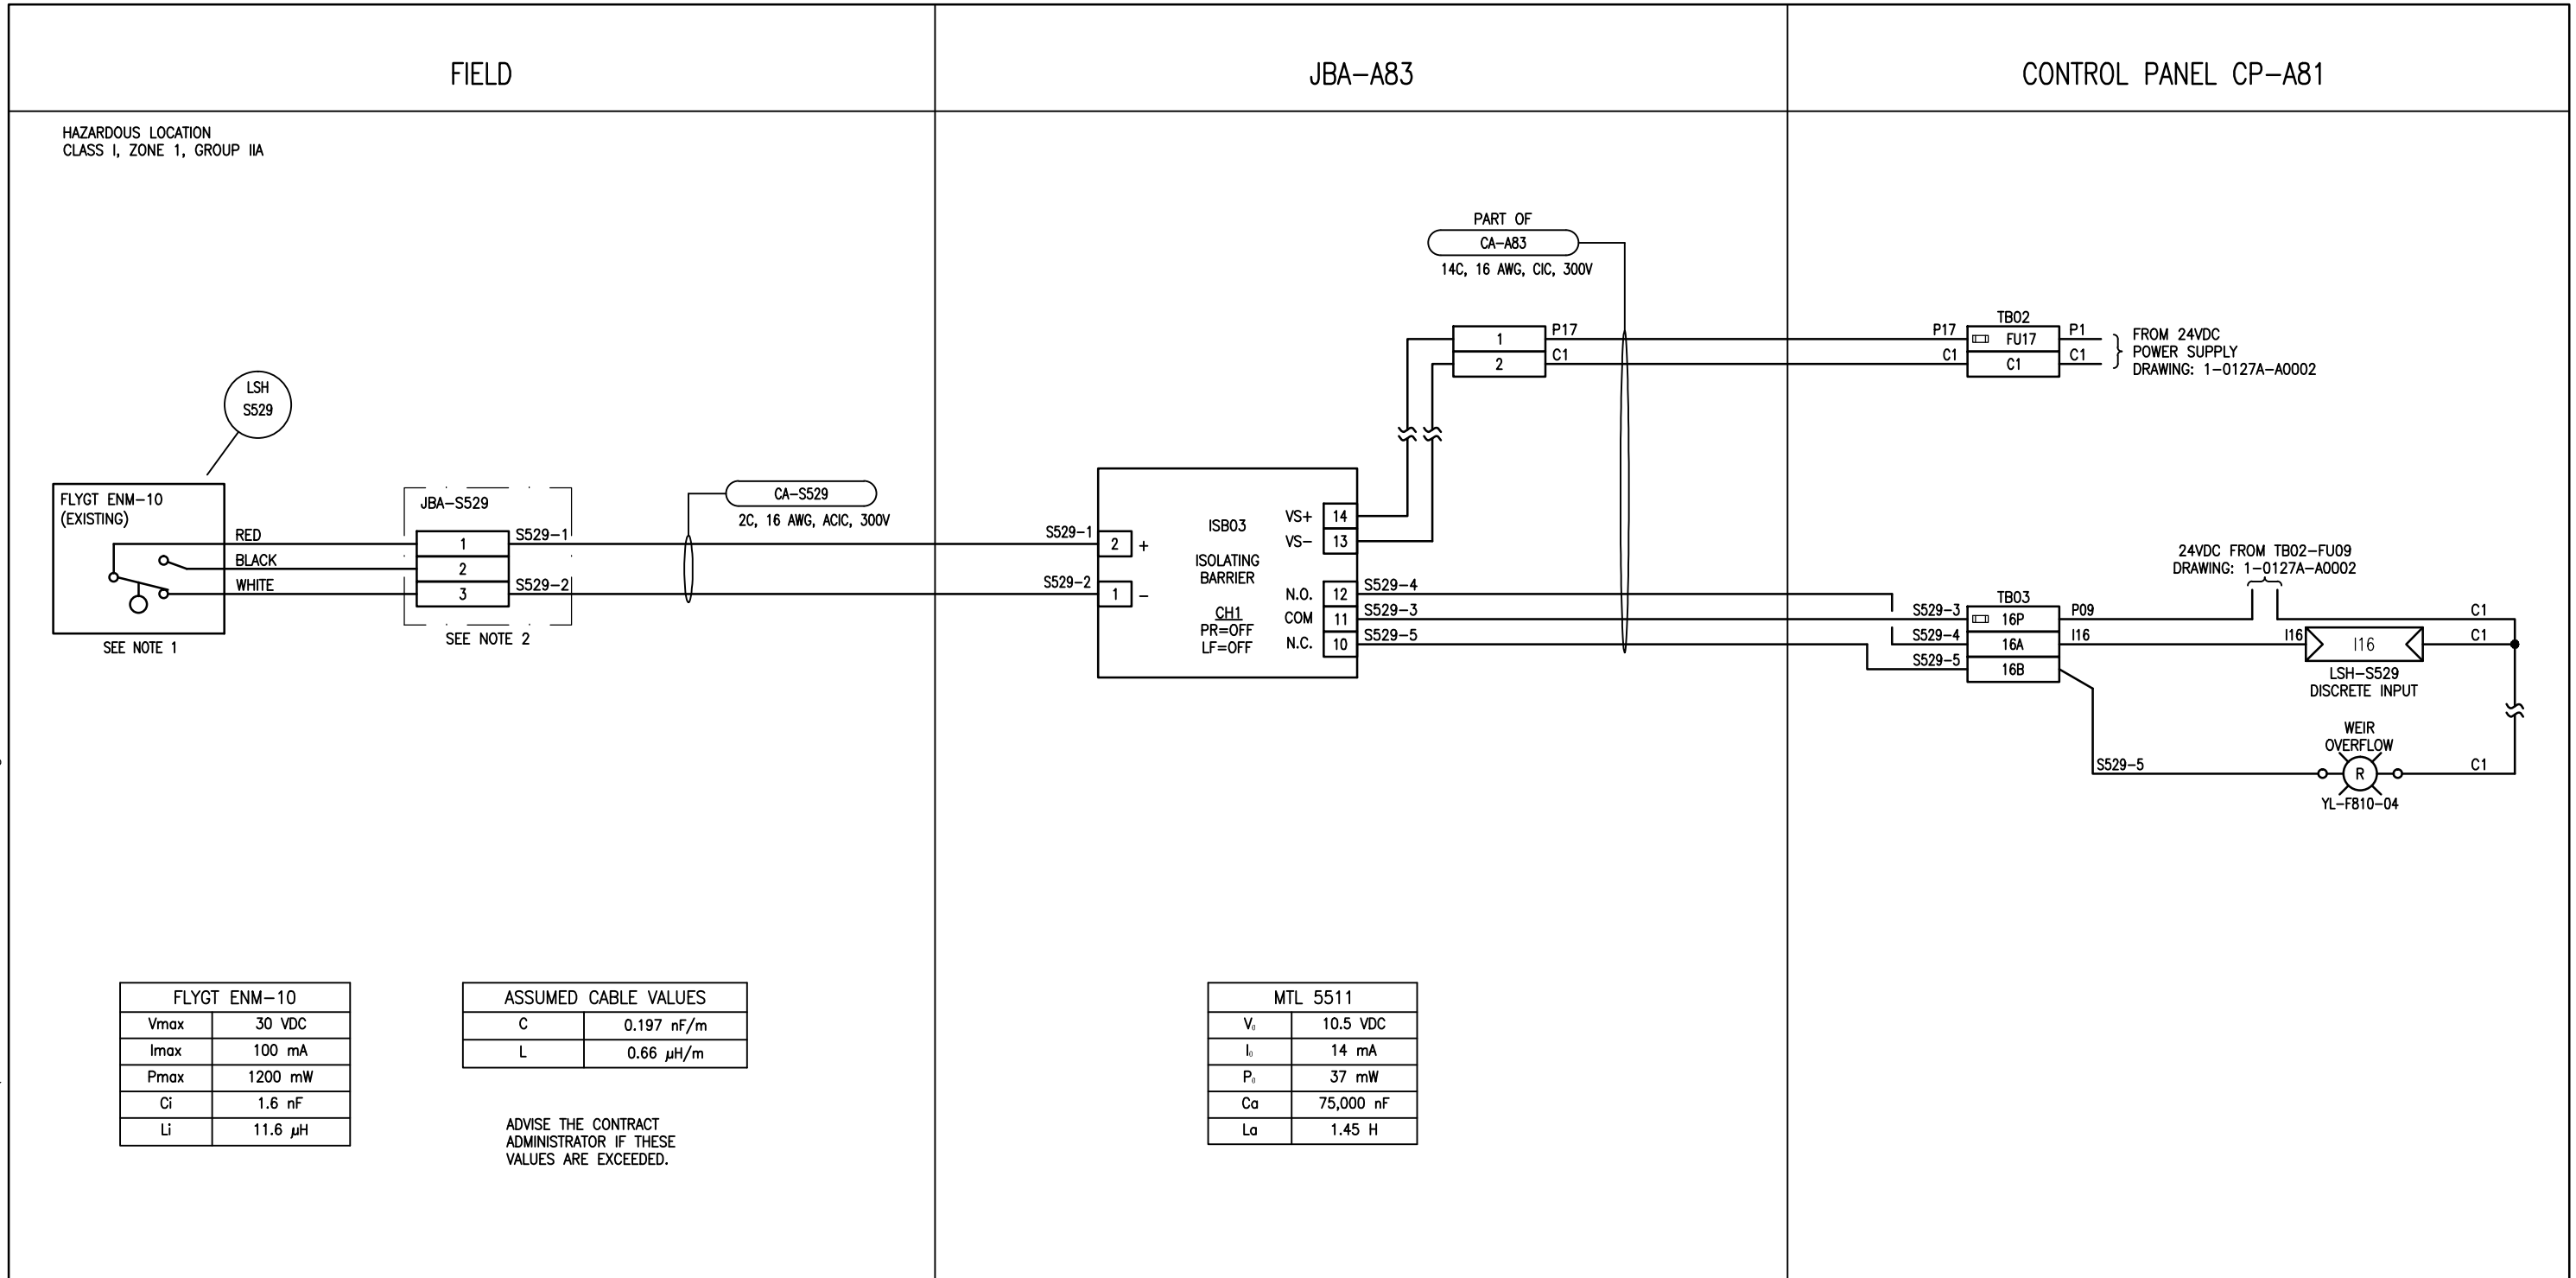 FIELD
JBA-A83
CONTROL PANEL CP-A81
HAZARDOUS LOCATION
CLASS I, ZONE 1, GROUP IIA
LSH
S529
FLYGT ENM-10
(EXISTING)
RED
BLACK
WHITE
SEE NOTE 1
JBA-S529
1
2
3
S529-1
S529-2
SEE NOTE 2
CA-S529
2C, 16 AWG, ACIC, 300V
S529-1
S529-2
2
+
1
-
ISB03
ISOLATING
BARRIER
CH1
PR=OFF
LF=OFF
VS+
14
VS-
13
N.O.
12
COM
11
N.C.
10
S529-4
S529-3
S529-5
PART OF
CA-A83
14C, 16 AWG, CIC, 300V
1
2
P17
C1
P17
C1
TB02
FU17
C1
P1
C1
FROM 24VDC
POWER SUPPLY
DRAWING: 1-0127A-A0002
24VDC FROM TB02-FU09
DRAWING: 1-0127A-A0002
S529-3
S529-4
S529-5
TB03
16P
16A
16B
P09
I16
I16
I16
C1
C1
LSH-S529
DISCRETE INPUT
WEIR
OVERFLOW
S529-5
R
C1
YL-F810-04
FLYGT ENM-10
Vmax 30 VDC
Imax 100 mA
Pmax 1200 mW
Ci 1.6 nF
Li 11.6 µH
ASSUMED CABLE VALUES
C 0.197 nF/m
L 0.66 µH/m
ADVISE THE CONTRACT
ADMINISTRATOR IF THESE
VALUES ARE EXCEEDED.
MTL 5511
V₀ 10.5 VDC
I₀ 14 mA
P₀ 37 mW
Ca 75,000 nF
La 1.45 H